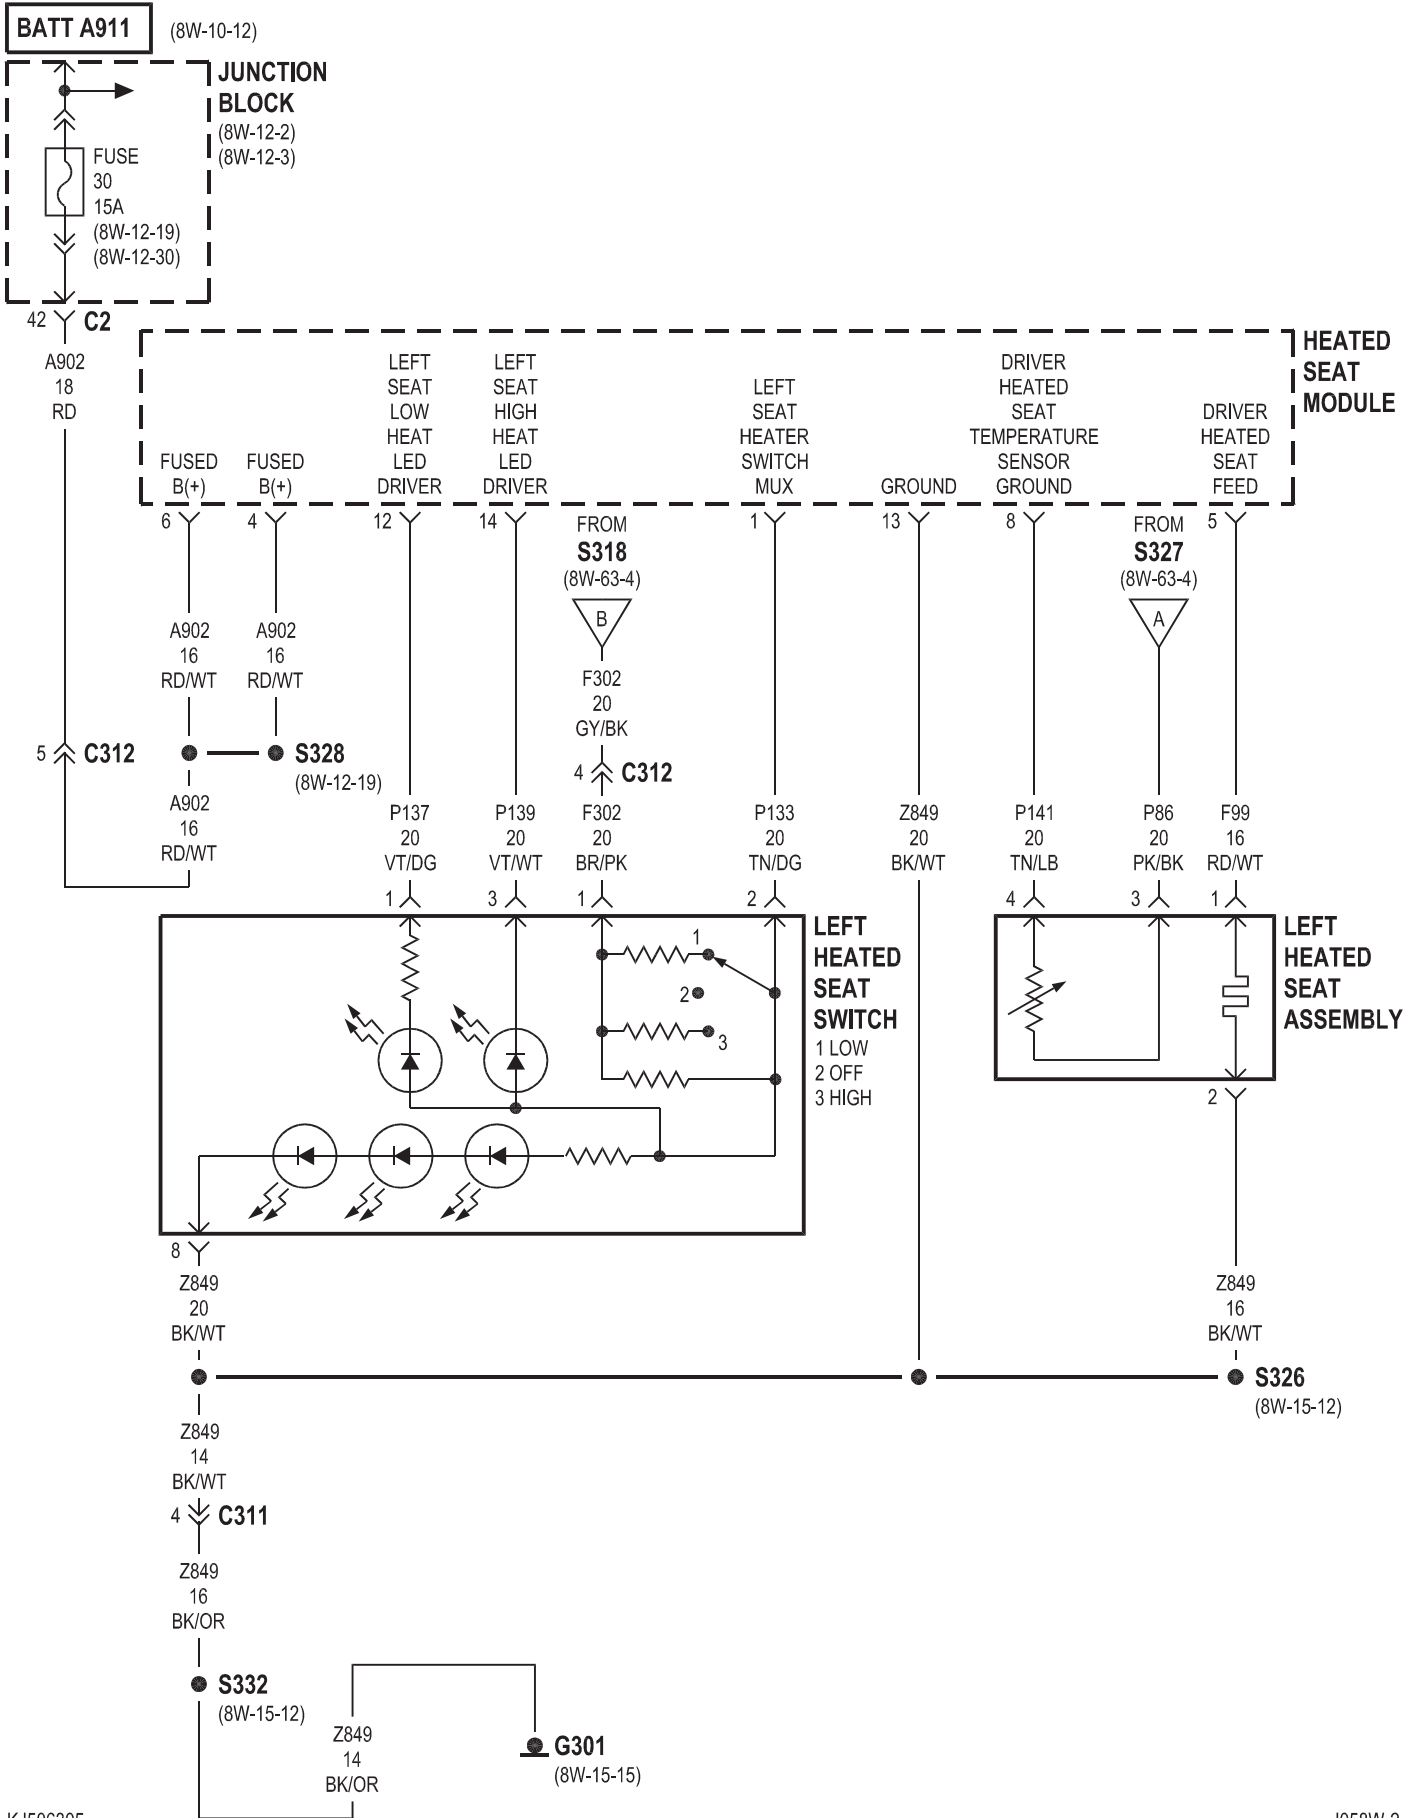 BATT A911 (8W-10-12)
JUNCTION
BLOCK
(8W-12-2)
(8W-12-3)
FUSE
30
15A
(8W-12-19)
(8W-12-30)
42 C2
A902
18
RD
HEATED
SEAT
MODULE
FUSED
B(+)
FUSED
B(+)
LEFT
SEAT
LOW
HEAT
LED
DRIVER
LEFT
SEAT
HIGH
HEAT
LED
DRIVER
LEFT
SEAT
HEATER
SWITCH
MUX
GROUND
DRIVER
HEATED
SEAT
TEMPERATURE
SENSOR
GROUND
DRIVER
HEATED
SEAT
FEED
6 4 12 14 1 13 8 5
FROM
S318
(8W-63-4)
B
FROM
S327
(8W-63-4)
A
A902
16
RD/WT
A902
16
RD/WT
F302
20
GY/BK
5 C312
S328
(8W-12-19)
4 C312
A902
16
RD/WT
P137
20
VT/DG
P139
20
VT/WT
F302
20
BR/PK
P133
20
TN/DG
Z849
20
BK/WT
P141
20
TN/LB
P86
20
PK/BK
F99
16
RD/WT
1 3 1 2 4 3 1
LEFT
HEATED
SEAT
SWITCH
1 LOW
2 OFF
3 HIGH
1
2
3
LEFT
HEATED
SEAT
ASSEMBLY
2
8
Z849
20
BK/WT
Z849
16
BK/WT
S326
(8W-15-12)
Z849
14
BK/WT
4 C311
Z849
16
BK/OR
S332
(8W-15-12)
Z849
14
BK/OR
G301
(8W-15-15)